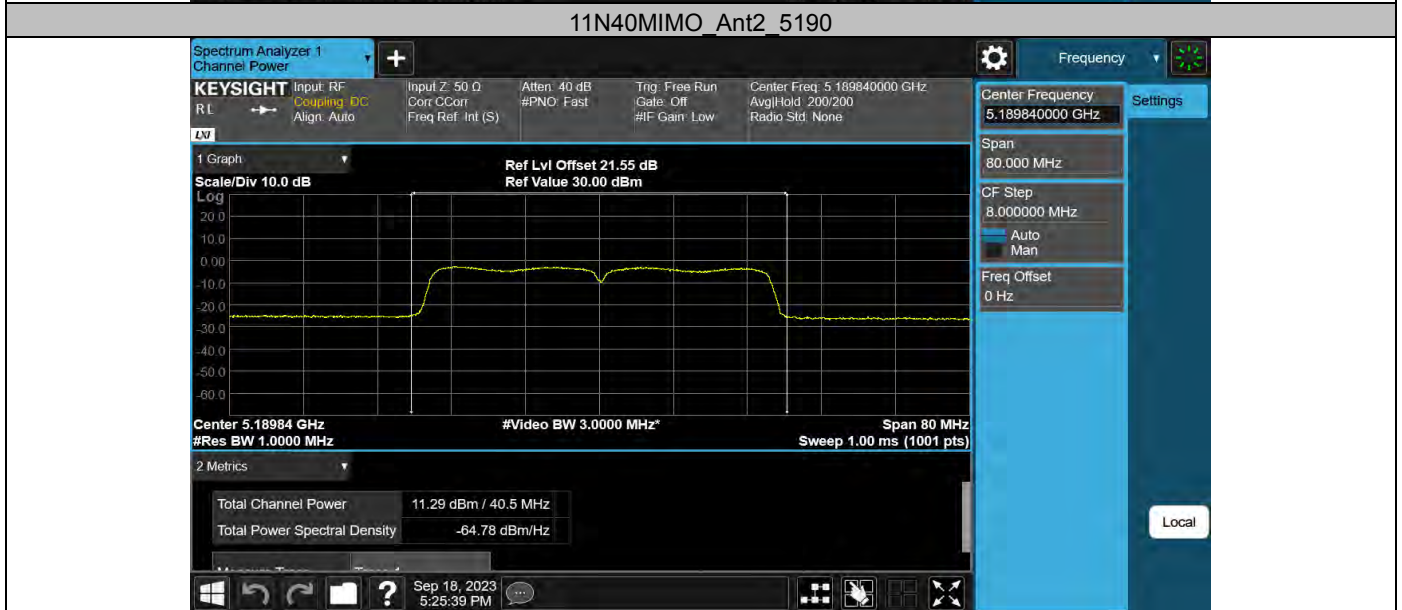 11N40MIMO_Ant2_5190
Spectrum Analyzer 1
Channel Power
+
Frequency
KEYSIGHT
RL
LXI
Input: RF
Coupling: DC
Align: Auto
Input Z: 50 Ω
Corr CCorr
Freq Ref: Int (S)
Atten: 40 dB
#PNO: Fast
Trig: Free Run
Gate: Off
#IF Gain: Low
Center Freq: 5.189840000 GHz
Avg|Hold: 200/200
Radio Std: None
Center Frequency
5.189840000 GHz
Settings
Span
80.000 MHz
CF Step
8.000000 MHz
Auto
Man
Freq Offset
0 Hz
1 Graph
Scale/Div 10.0 dB
Ref Lvl Offset 21.55 dB
Ref Value 30.00 dBm
Log
20.0
10.0
0.00
-10.0
-20.0
-30.0
-40.0
-50.0
-60.0
Center 5.18984 GHz
#Res BW 1.0000 MHz
#Video BW 3.0000 MHz*
Span 80 MHz
Sweep 1.00 ms (1001 pts)
2 Metrics
Total Channel Power 11.29 dBm / 40.5 MHz
Total Power Spectral Density -64.78 dBm/Hz
Local
?
Sep 18, 2023
5:25:39 PM